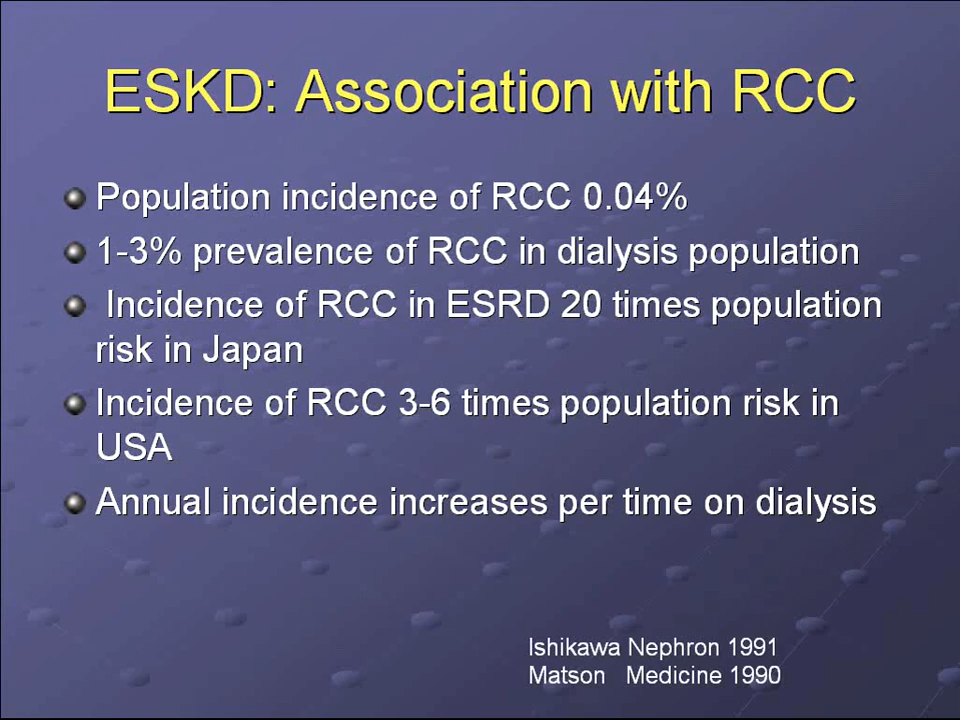 ESKD: Association with RCC
Population incidence of RCC 0.04%
1-3% prevalence of RCC in dialysis population
Incidence of RCC in ESRD 20 times population
risk in Japan
Incidence of RCC 3-6 times population risk in
USA
Annual incidence increases per time on dialysis
Ishikawa Nephron 1991
Matson Medicine 1990